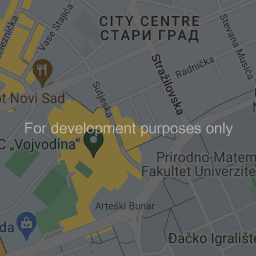 Železnička
Vase Stajića
CITY CENTRE
СТАРИ ГРАД
Stevana Musića
Radnička
Stražilovska
ot Novi Sad
Sutjeska
For development purposes only
C „Vojvodina“
Prirodno-Matem
Fakultet Univerzite
Arteški Bunar
da
Đačko Igralište